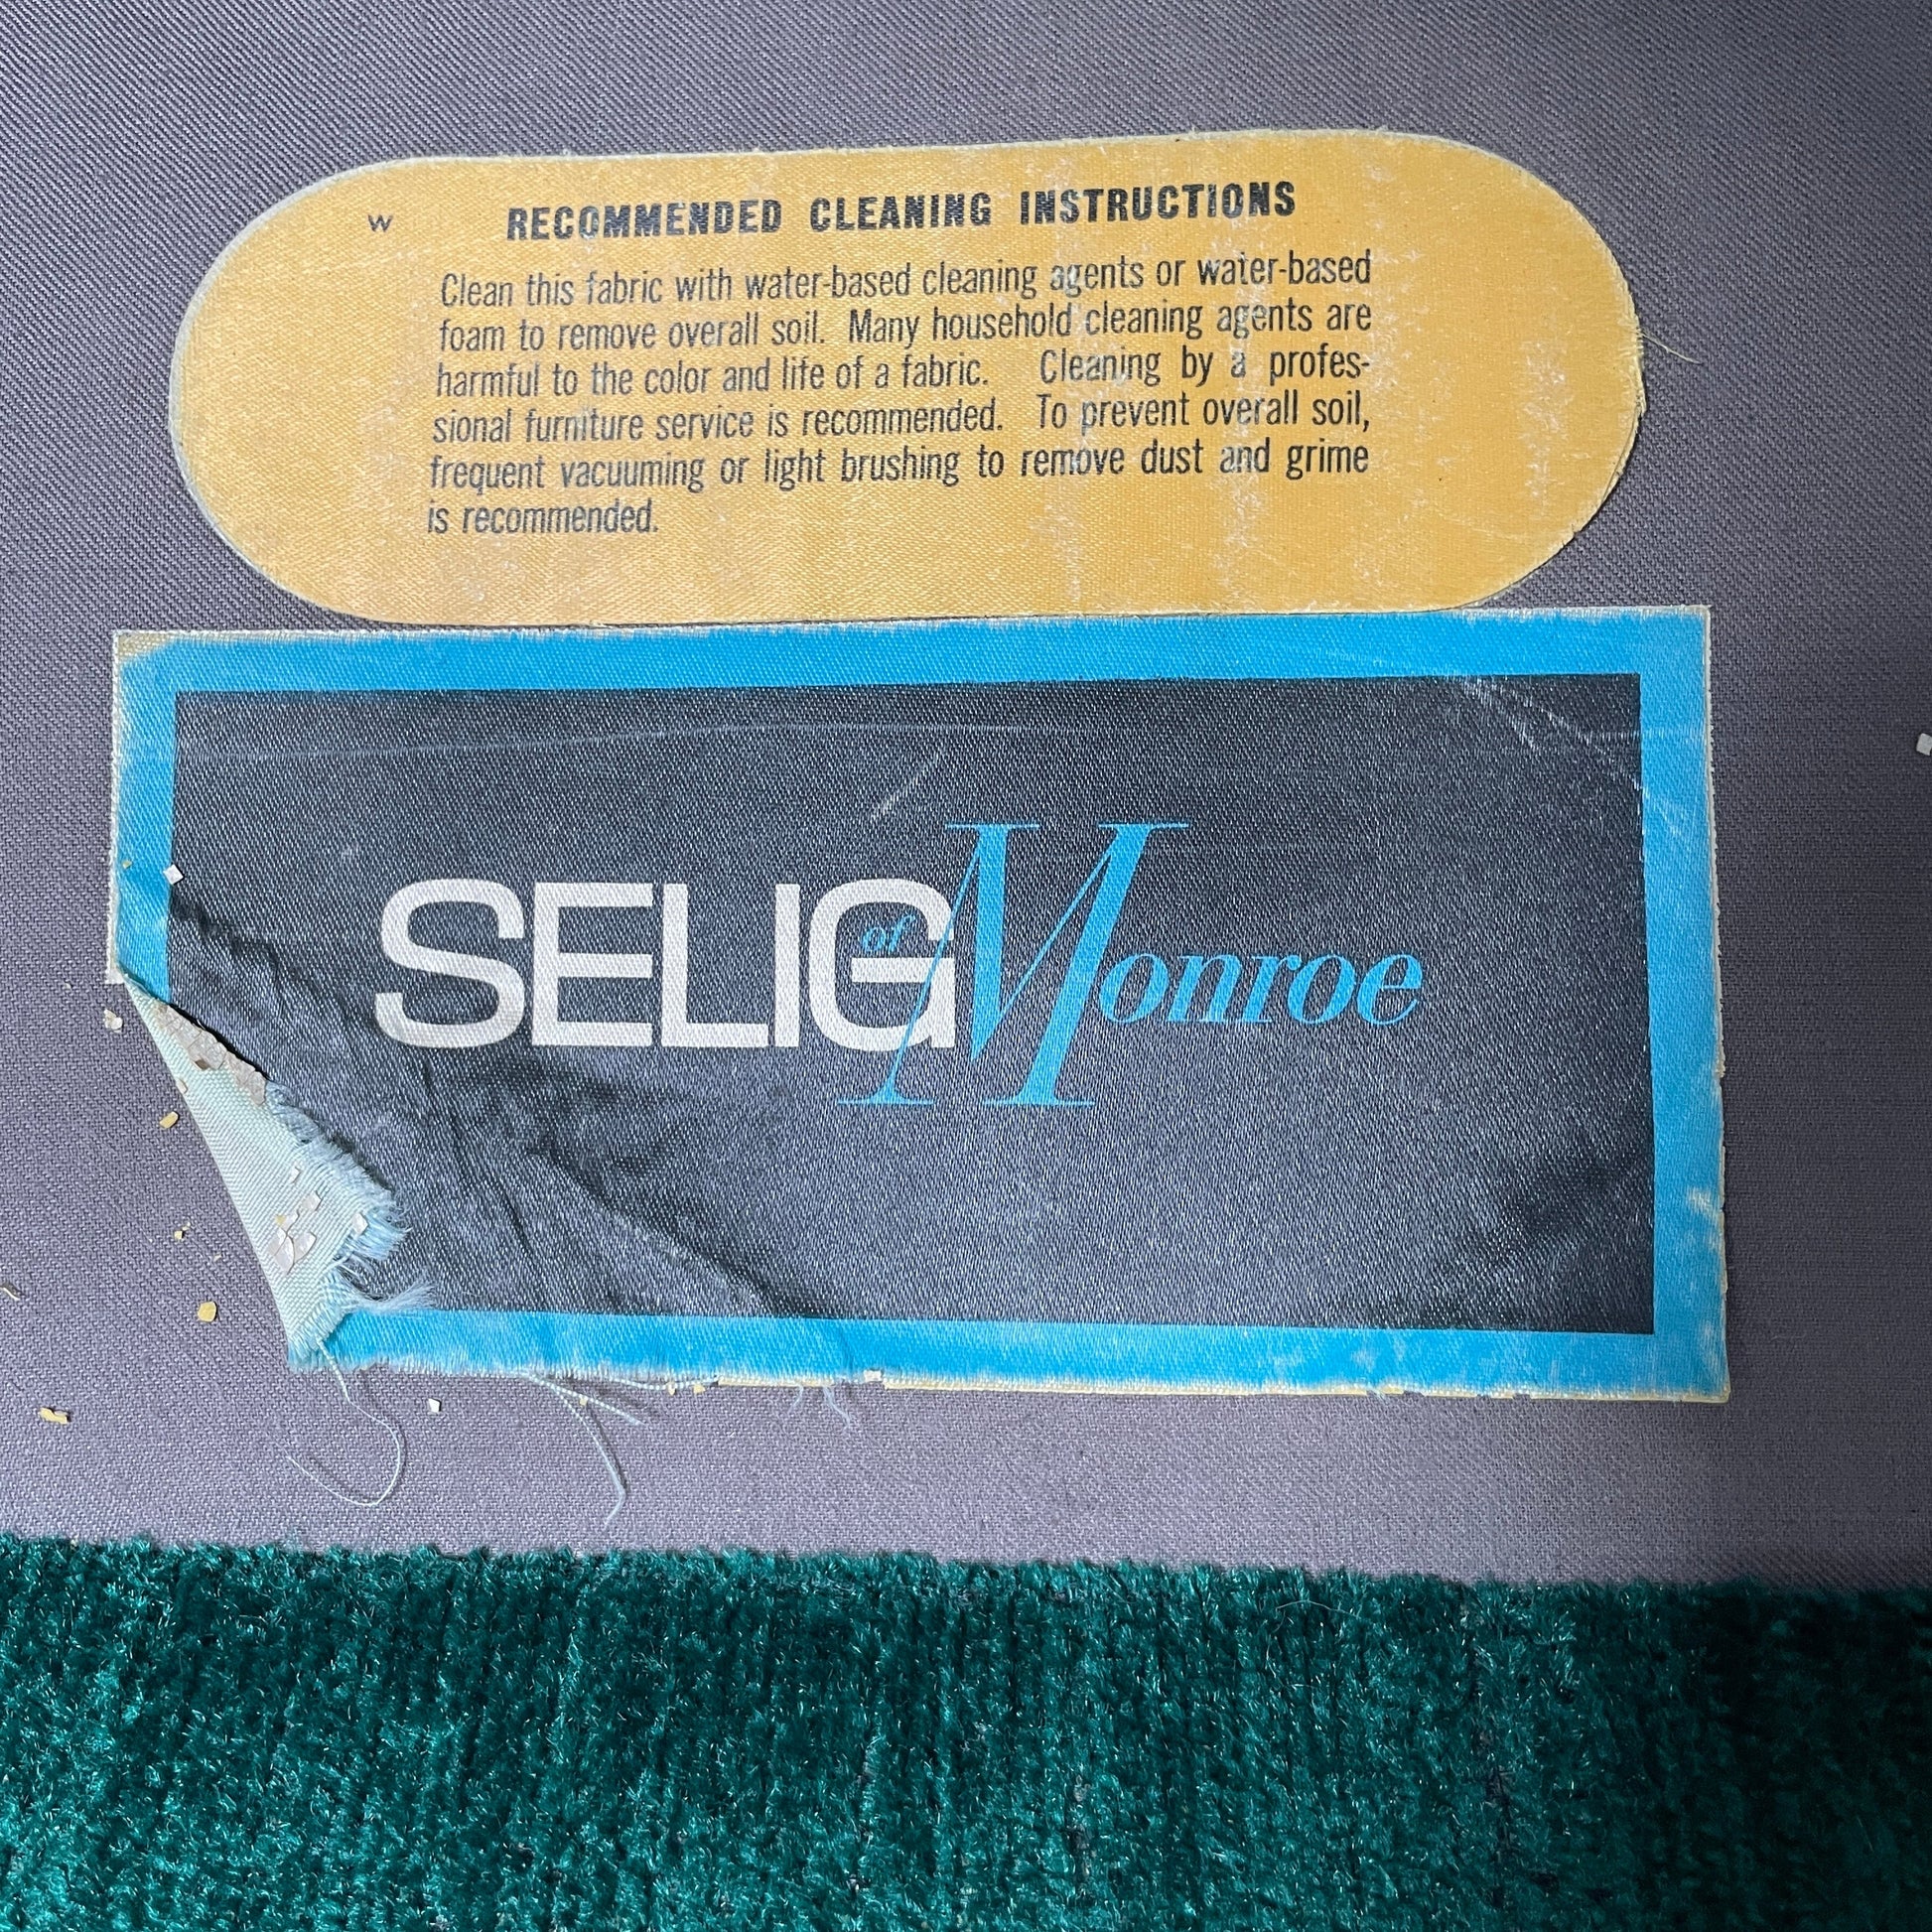 W RECOMMENDED CLEANING INSTRUCTIONS
Clean this fabric with water-based cleaning agents or water-based
foam to remove overall soil. Many household cleaning agents are
harmful to the color and life of a fabric. Cleaning by a profes-
sional furniture service is recommended. To prevent overall soil,
frequent vacuuming or light brushing to remove dust and grime
is recommended.
SELIG of Monroe